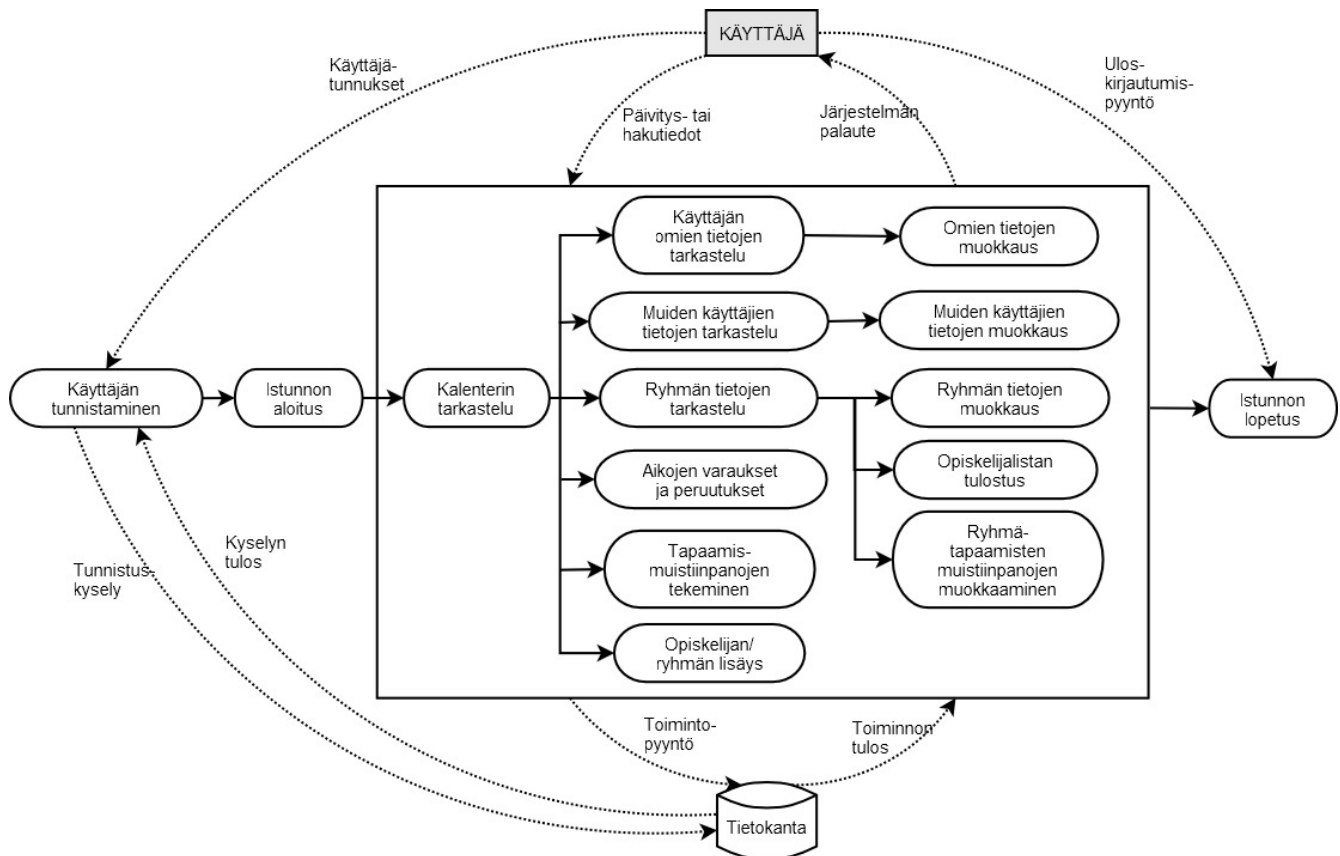 KÄYTTÄJÄ
Käyttäjä-
tunnukset
Päivitys- tai
hakutiedot
Järjestelmän
palaute
Ulos-
kirjautumis-
pyyntö
Käyttäjän
omien tietojen
tarkastelu
Omien tietojen
muokkaus
Muiden käyttäjien
tietojen tarkastelu
Muiden käyttäjien
tietojen muokkaus
Käyttäjän
tunnistaminen
Istunnon
aloitus
Kalenterin
tarkastelu
Ryhmän tietojen
tarkastelu
Ryhmän tietojen
muokkaus
Istunnon
lopetus
Aikojen varaukset
ja peruutukset
Opiskelijalistan
tulostus
Tapaamis-
muistiinpanojen
tekeminen
Ryhmä-
tapaamisten
muistiinpanojen
muokkaaminen
Opiskelijan/
ryhmän lisäys
Tunnistus-
kysely
Kyselyn
tulos
Toiminto-
pyyntö
Toiminnon
tulos
Tietokanta